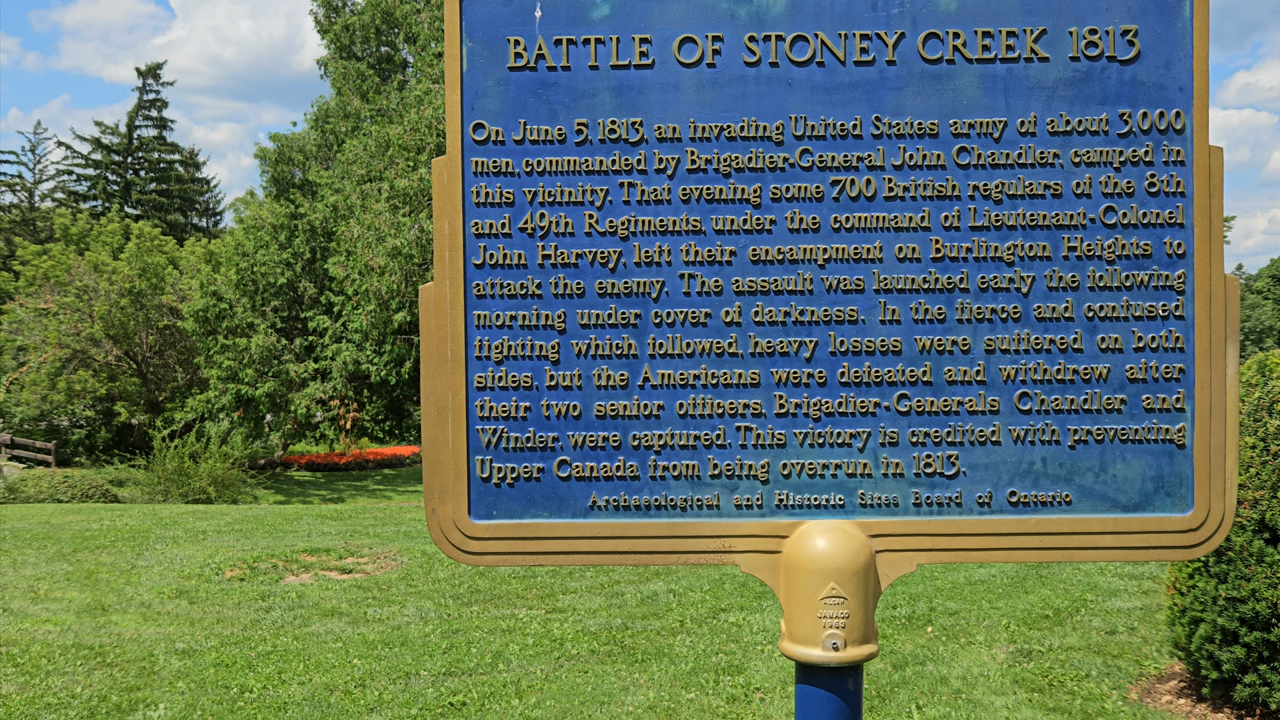 BATTLE OF STONEY CREEK 1813
On June 5, 1813, an invading United States army of about 3,000
men, commanded by Brigadier-General John Chandler, camped in
this vicinity. That evening some 700 British regulars of the 8th
and 49th Regiments, under the command of Lieutenant-Colonel
John Harvey, left their encampment on Burlington Heights to
attack the enemy. The assault was launched early the following
morning under cover of darkness. In the fierce and confused
fighting which followed, heavy losses were suffered on both
sides, but the Americans were defeated and withdrew after
their two senior officers, Brigadier-Generals Chandler and
Winder, were captured. This victory is credited with preventing
Upper Canada from being overrun in 1813.
Archaeological and Historic Sites Board of Ontario
ALCAN
JAMACO
1963